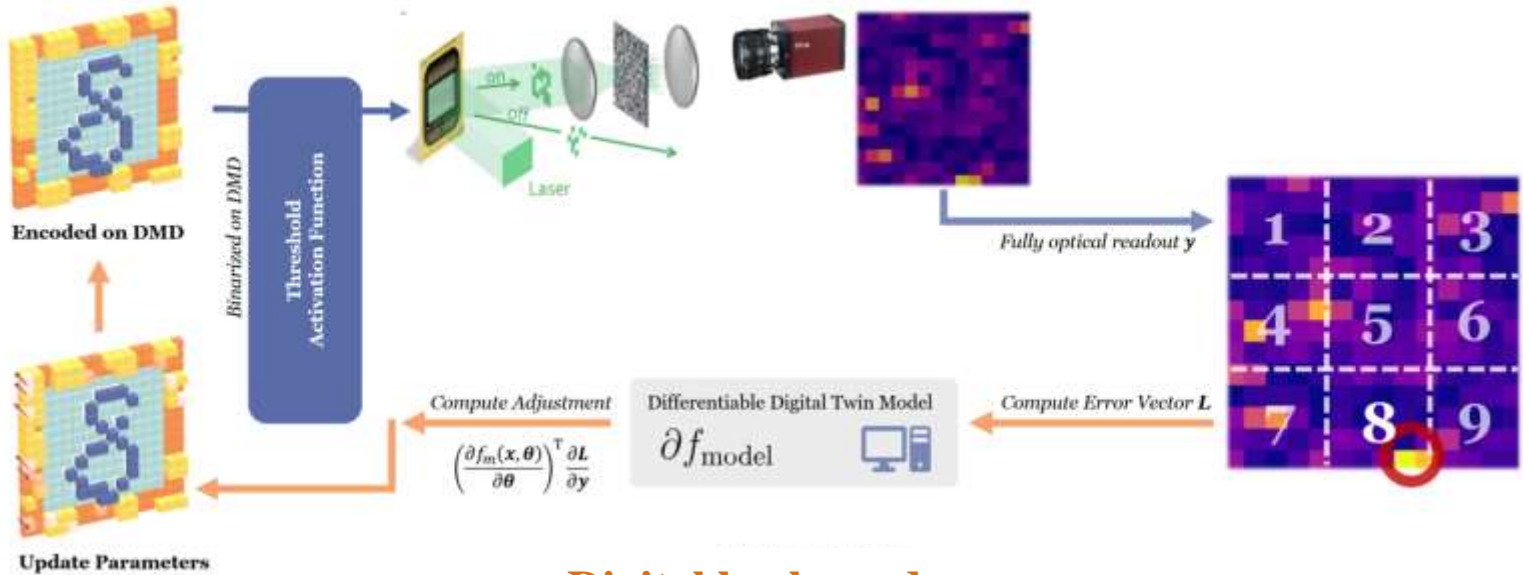 Encoded on DMD
Binarized on DMD
Threshold
Activation Function
on
off
Laser
Fully optical readout y
1 2 3
4 5 6
7 8 9
Compute Error Vector L
Differentiable Digital Twin Model
∂f_model
Compute Adjustment
(∂f_m(x, θ)/∂θ)^T ∂L/∂y
Update Parameters